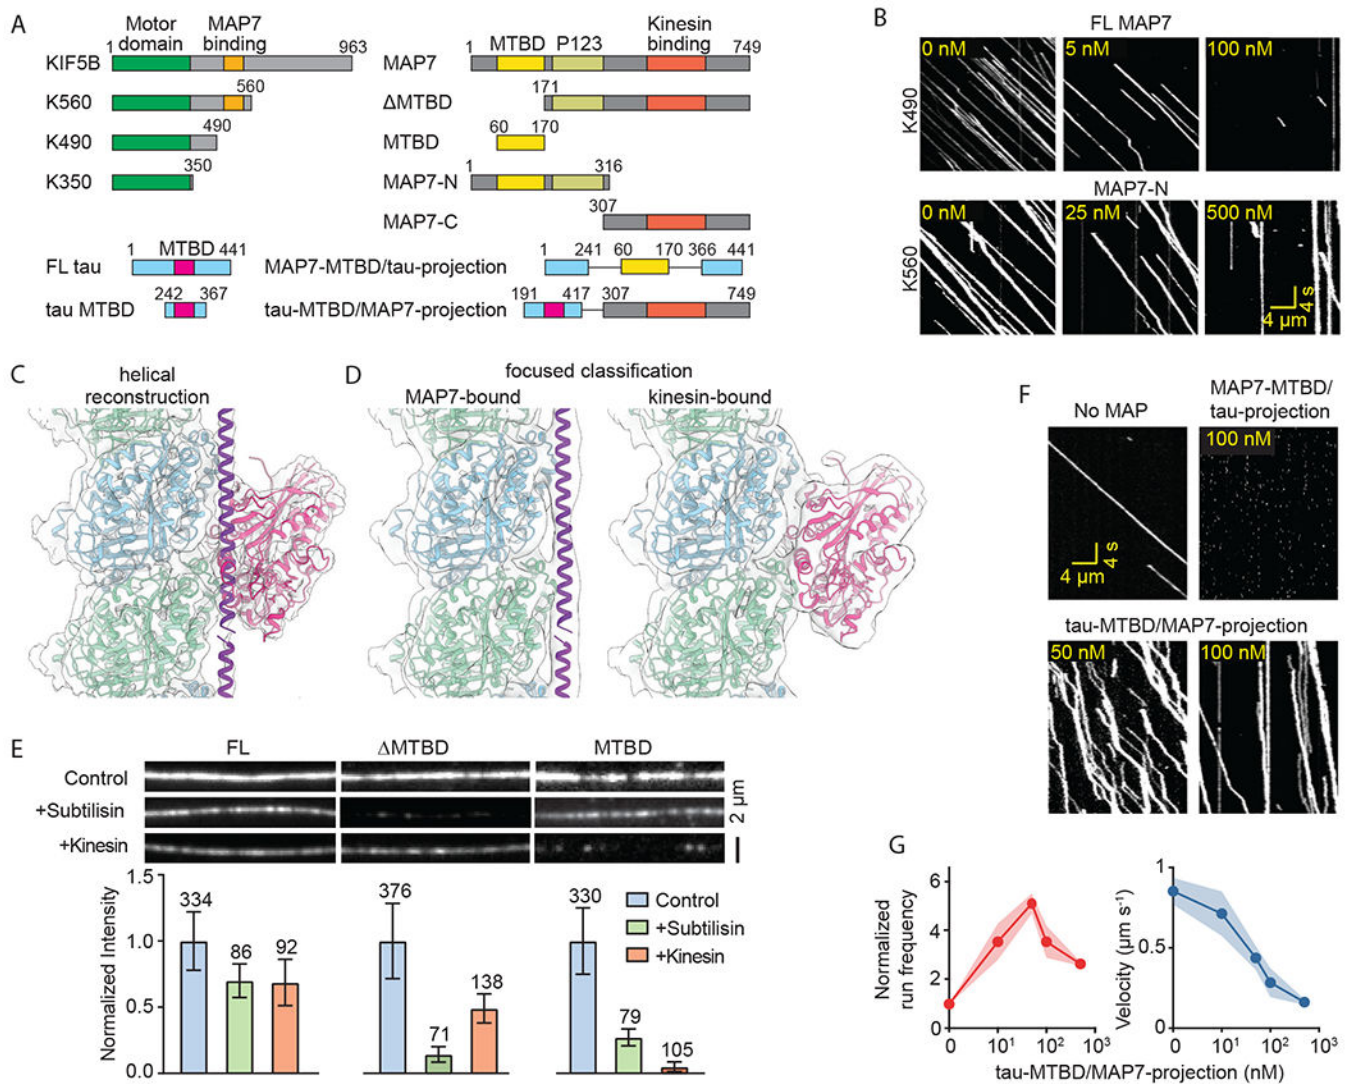 A
Motor
domain
MAP7
binding
1
963
KIF5B
560
K560
490
K490
350
K350
1
MTBD
441
FL tau
242
367
tau MTBD
1
MTBD
P123
Kinesin
binding
749
MAP7
171
ΔMTBD
60
170
MTBD
1
316
MAP7-N
307
MAP7-C
1
241
60
170
366
441
MAP7-MTBD/tau-projection
191
417
307
749
tau-MTBD/MAP7-projection
B
FL MAP7
K490
0 nM
5 nM
100 nM
MAP7-N
K560
0 nM
25 nM
500 nM
4 µm
4 s
C
helical
reconstruction
D
focused classification
MAP7-bound
kinesin-bound
E
FL
ΔMTBD
MTBD
Control
+Subtilisin
+Kinesin
2 µm
Normalized Intensity
1.5
1.0
0.5
0.0
334
86
92
376
71
138
330
79
105
Control
+Subtilisin
+Kinesin
F
No MAP
4 µm
4 s
MAP7-MTBD/
tau-projection
100 nM
tau-MTBD/MAP7-projection
50 nM
100 nM
G
Normalized
run frequency
6
4
2
0
0
10¹
10²
10³
Velocity (µm s⁻¹)
1
0.5
0
0
10¹
10²
10³
tau-MTBD/MAP7-projection (nM)